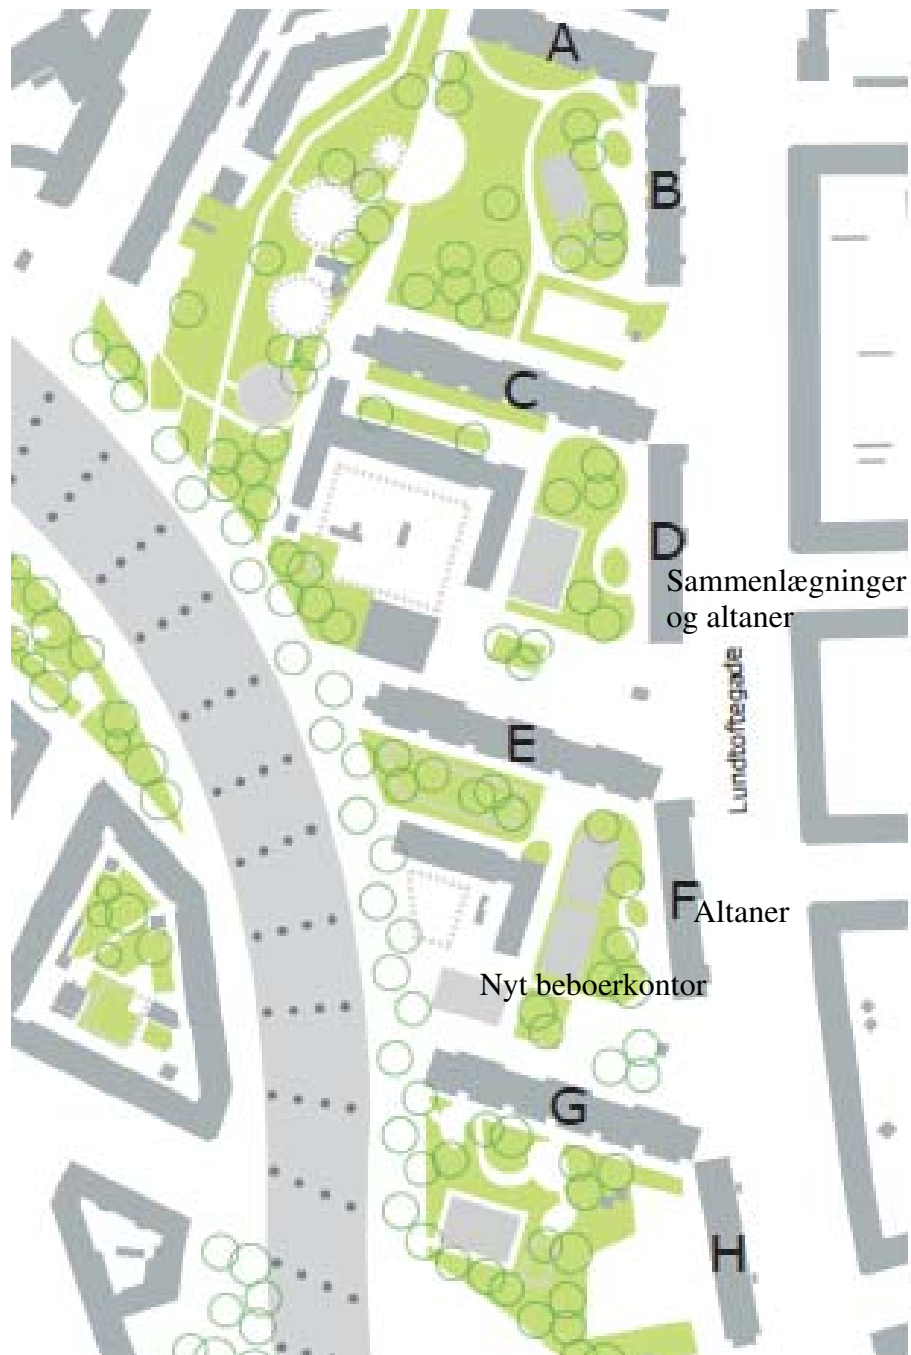 A
B
C
D
Sammenlægninger
og altaner
Lundtoftegade
E
F
Altaner
Nyt beboerkontor
G
H